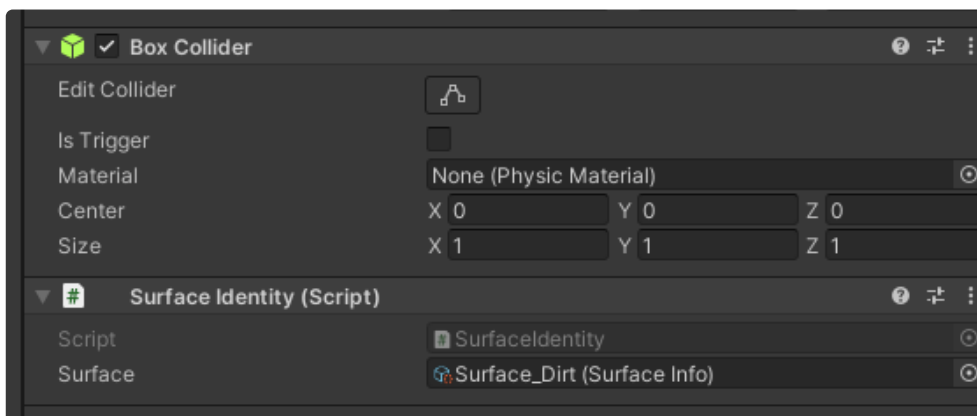 Box Collider
Edit Collider
Is Trigger
Material None (Physic Material)
Center X 0 Y 0 Z 0
Size X 1 Y 1 Z 1
# Surface Identity (Script)
Script # SurfaceIdentity
Surface Surface_Dirt (Surface Info)